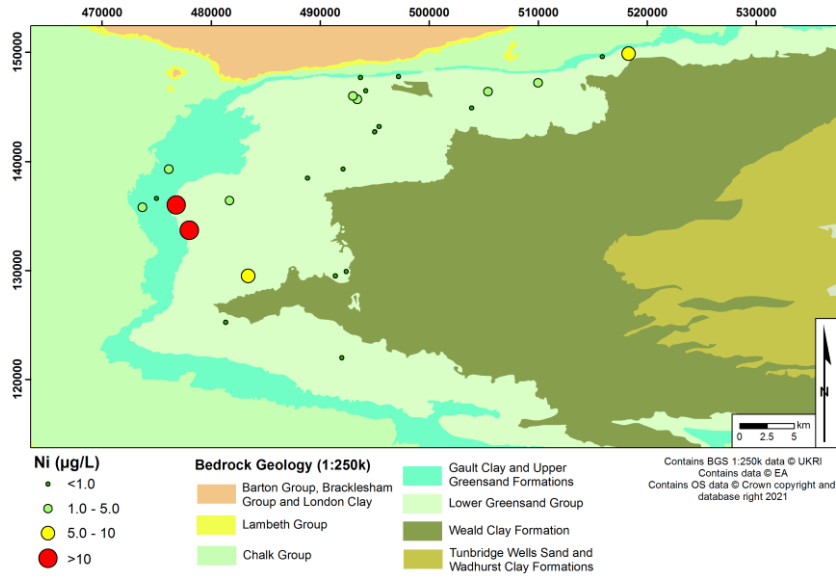 470000 480000 490000 500000 510000 520000 530000
150000
140000
130000
120000
N
0 2.5 5
km
Ni (µg/L)
<1.0
1.0 - 5.0
5.0 - 10
>10
Bedrock Geology (1:250k)
Barton Group, Bracklesham
Group and London Clay
Lambeth Group
Chalk Group
Gault Clay and Upper
Greensand Formations
Lower Greensand Group
Weald Clay Formation
Tunbridge Wells Sand and
Wadhurst Clay Formations
Contains BGS 1:250k data © UKRI
Contains data © EA
Contains OS data © Crown copyright and
database right 2021